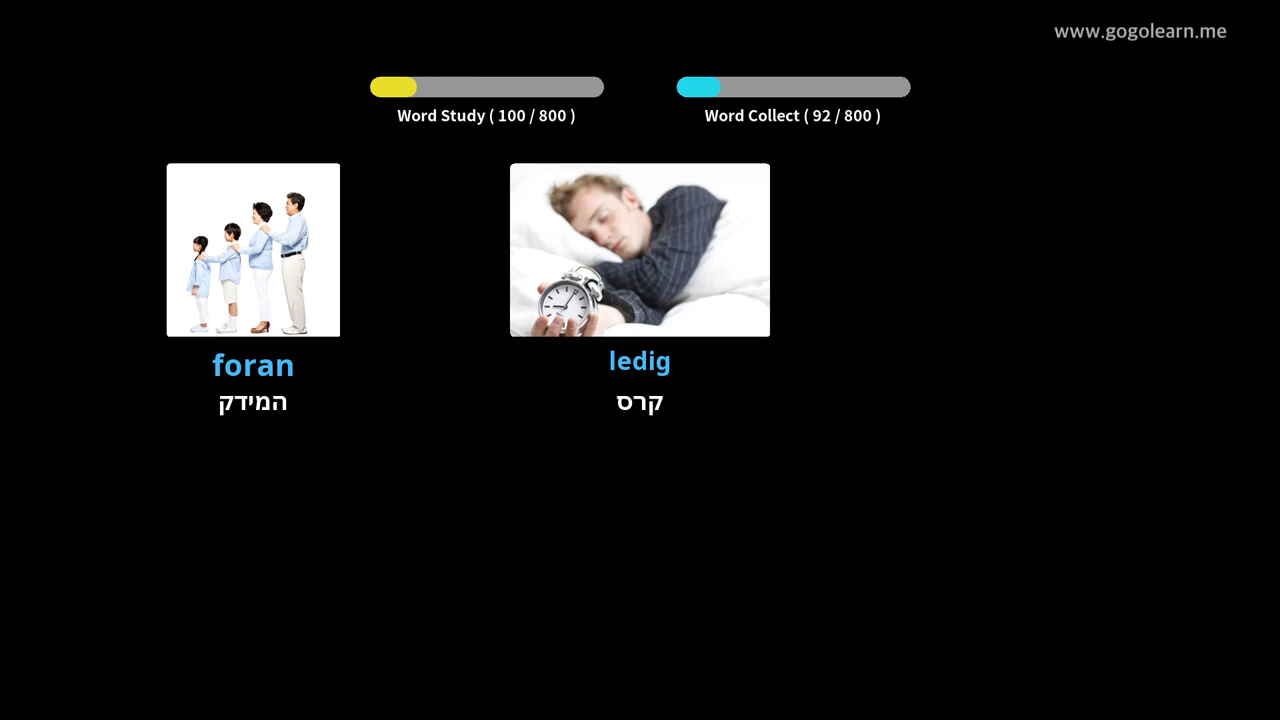 www.gogolearn.me
Word Study ( 100 / 800 )
Word Collect ( 92 / 800 )
foran
המידק
ledig
קרס